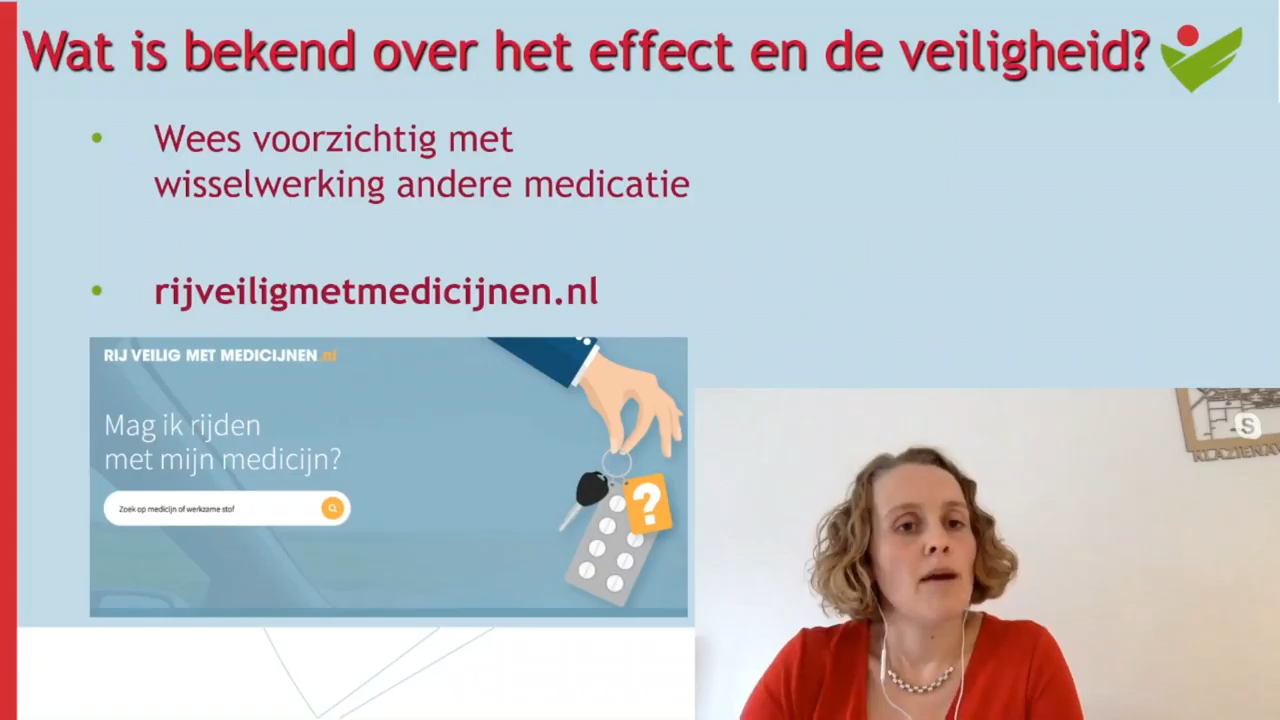 Wat is bekend over het effect en de veiligheid?
• Wees voorzichtig met
wisselwerking andere medicatie
• rijveiligmetmedicijnen.nl
RIJ VEILIG MET MEDICIJNEN.nl
Mag ik rijden
met mijn medicijn?
Zoek op medicijn of werkzame stof
?
S